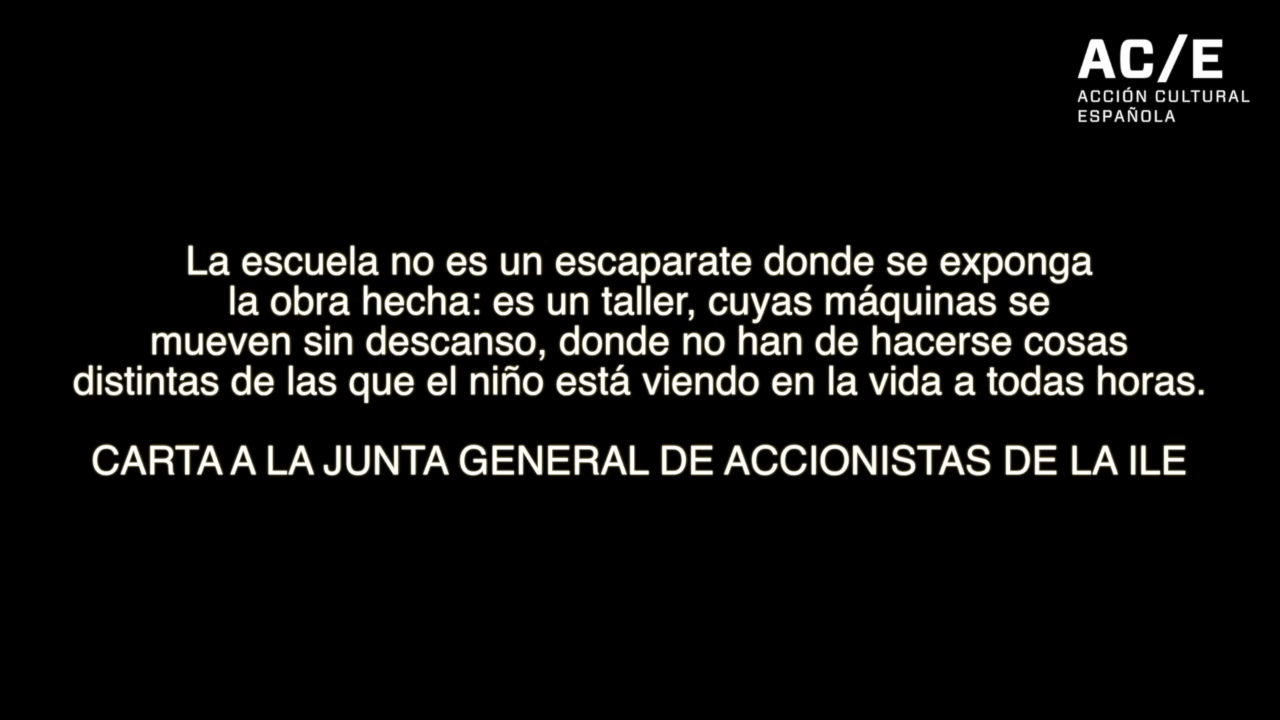 AC/E
ACCIÓN CULTURAL
ESPAÑOLA
La escuela no es un escaparate donde se exponga
la obra hecha: es un taller, cuyas máquinas se
mueven sin descanso, donde no han de hacerse cosas
distintas de las que el niño está viendo en la vida a todas horas.
CARTA A LA JUNTA GENERAL DE ACCIONISTAS DE LA ILE